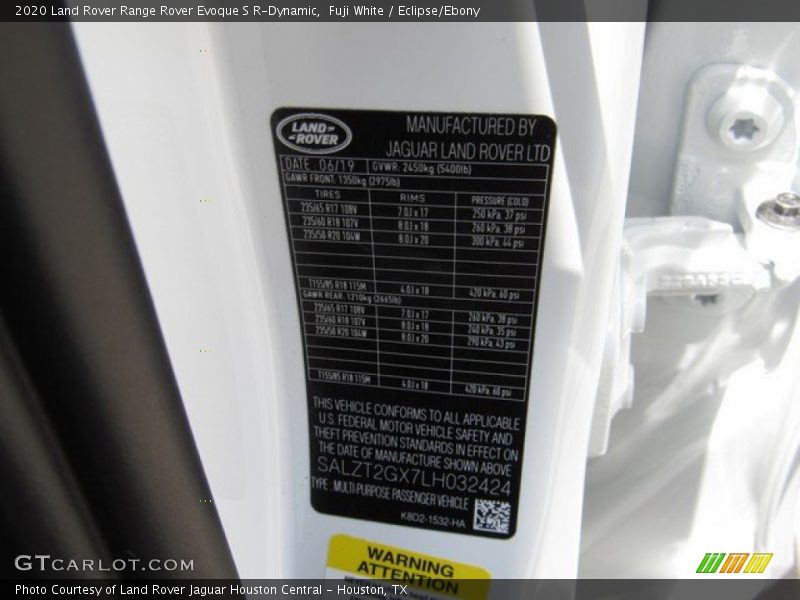 2020 Land Rover Range Rover Evoque S R-Dynamic,  Fuji White / Eclipse/Ebony
LAND-
-ROVER
MANUFACTURED BY
JAGUAR LAND ROVER LTD
DATE: 06/19 GVWR: 2450kg (5400lb)
GAWR FRONT: 1350kg (2975lb)
TIRES RIMS PRESSURE (COLD)
235/65 R17 108V 7.0J x 17 250 kPa, 37 psi
235/60 R18 107V 8.0J x 18 260 kPa, 38 psi
235/50 R20 104W 8.0J x 20 300 kPa, 44 psi
T155/85 R18 115M 4.0J x 18 420 kPa, 60 psi
GAWR REAR: 1210kg (2665lb)
235/65 R17 108V 7.0J x 17 260 kPa, 38 psi
235/60 R18 107V 8.0J x 18 240 kPa, 35 psi
235/50 R20 104W 8.0J x 20 290 kPa, 43 psi
T155/85 R18 115M 4.0J x 18 420 kPa, 60 psi
THIS VEHICLE CONFORMS TO ALL APPLICABLE
U.S. FEDERAL MOTOR VEHICLE SAFETY AND
THEFT PREVENTION STANDARDS IN EFFECT ON
THE DATE OF MANUFACTURE SHOWN ABOVE
SALZT2GX7LH032424
TYPE: MULTI-PURPOSE PASSENGER VEHICLE
K8D2-1532-HA
WARNING
ATTENTION
GTCARLOT.COM
Photo Courtesy of Land Rover Jaguar Houston Central - Houston, TX